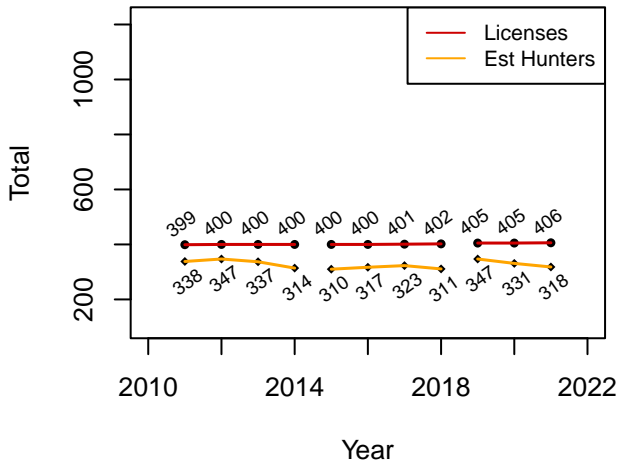 Licenses
Est Hunters
1000
600
200
Total
399 400 400 400 400 400 401 402 405 405 406
338 347 337 314 310 317 323 311 347 331 318
2010 2014 2018 2022
Year